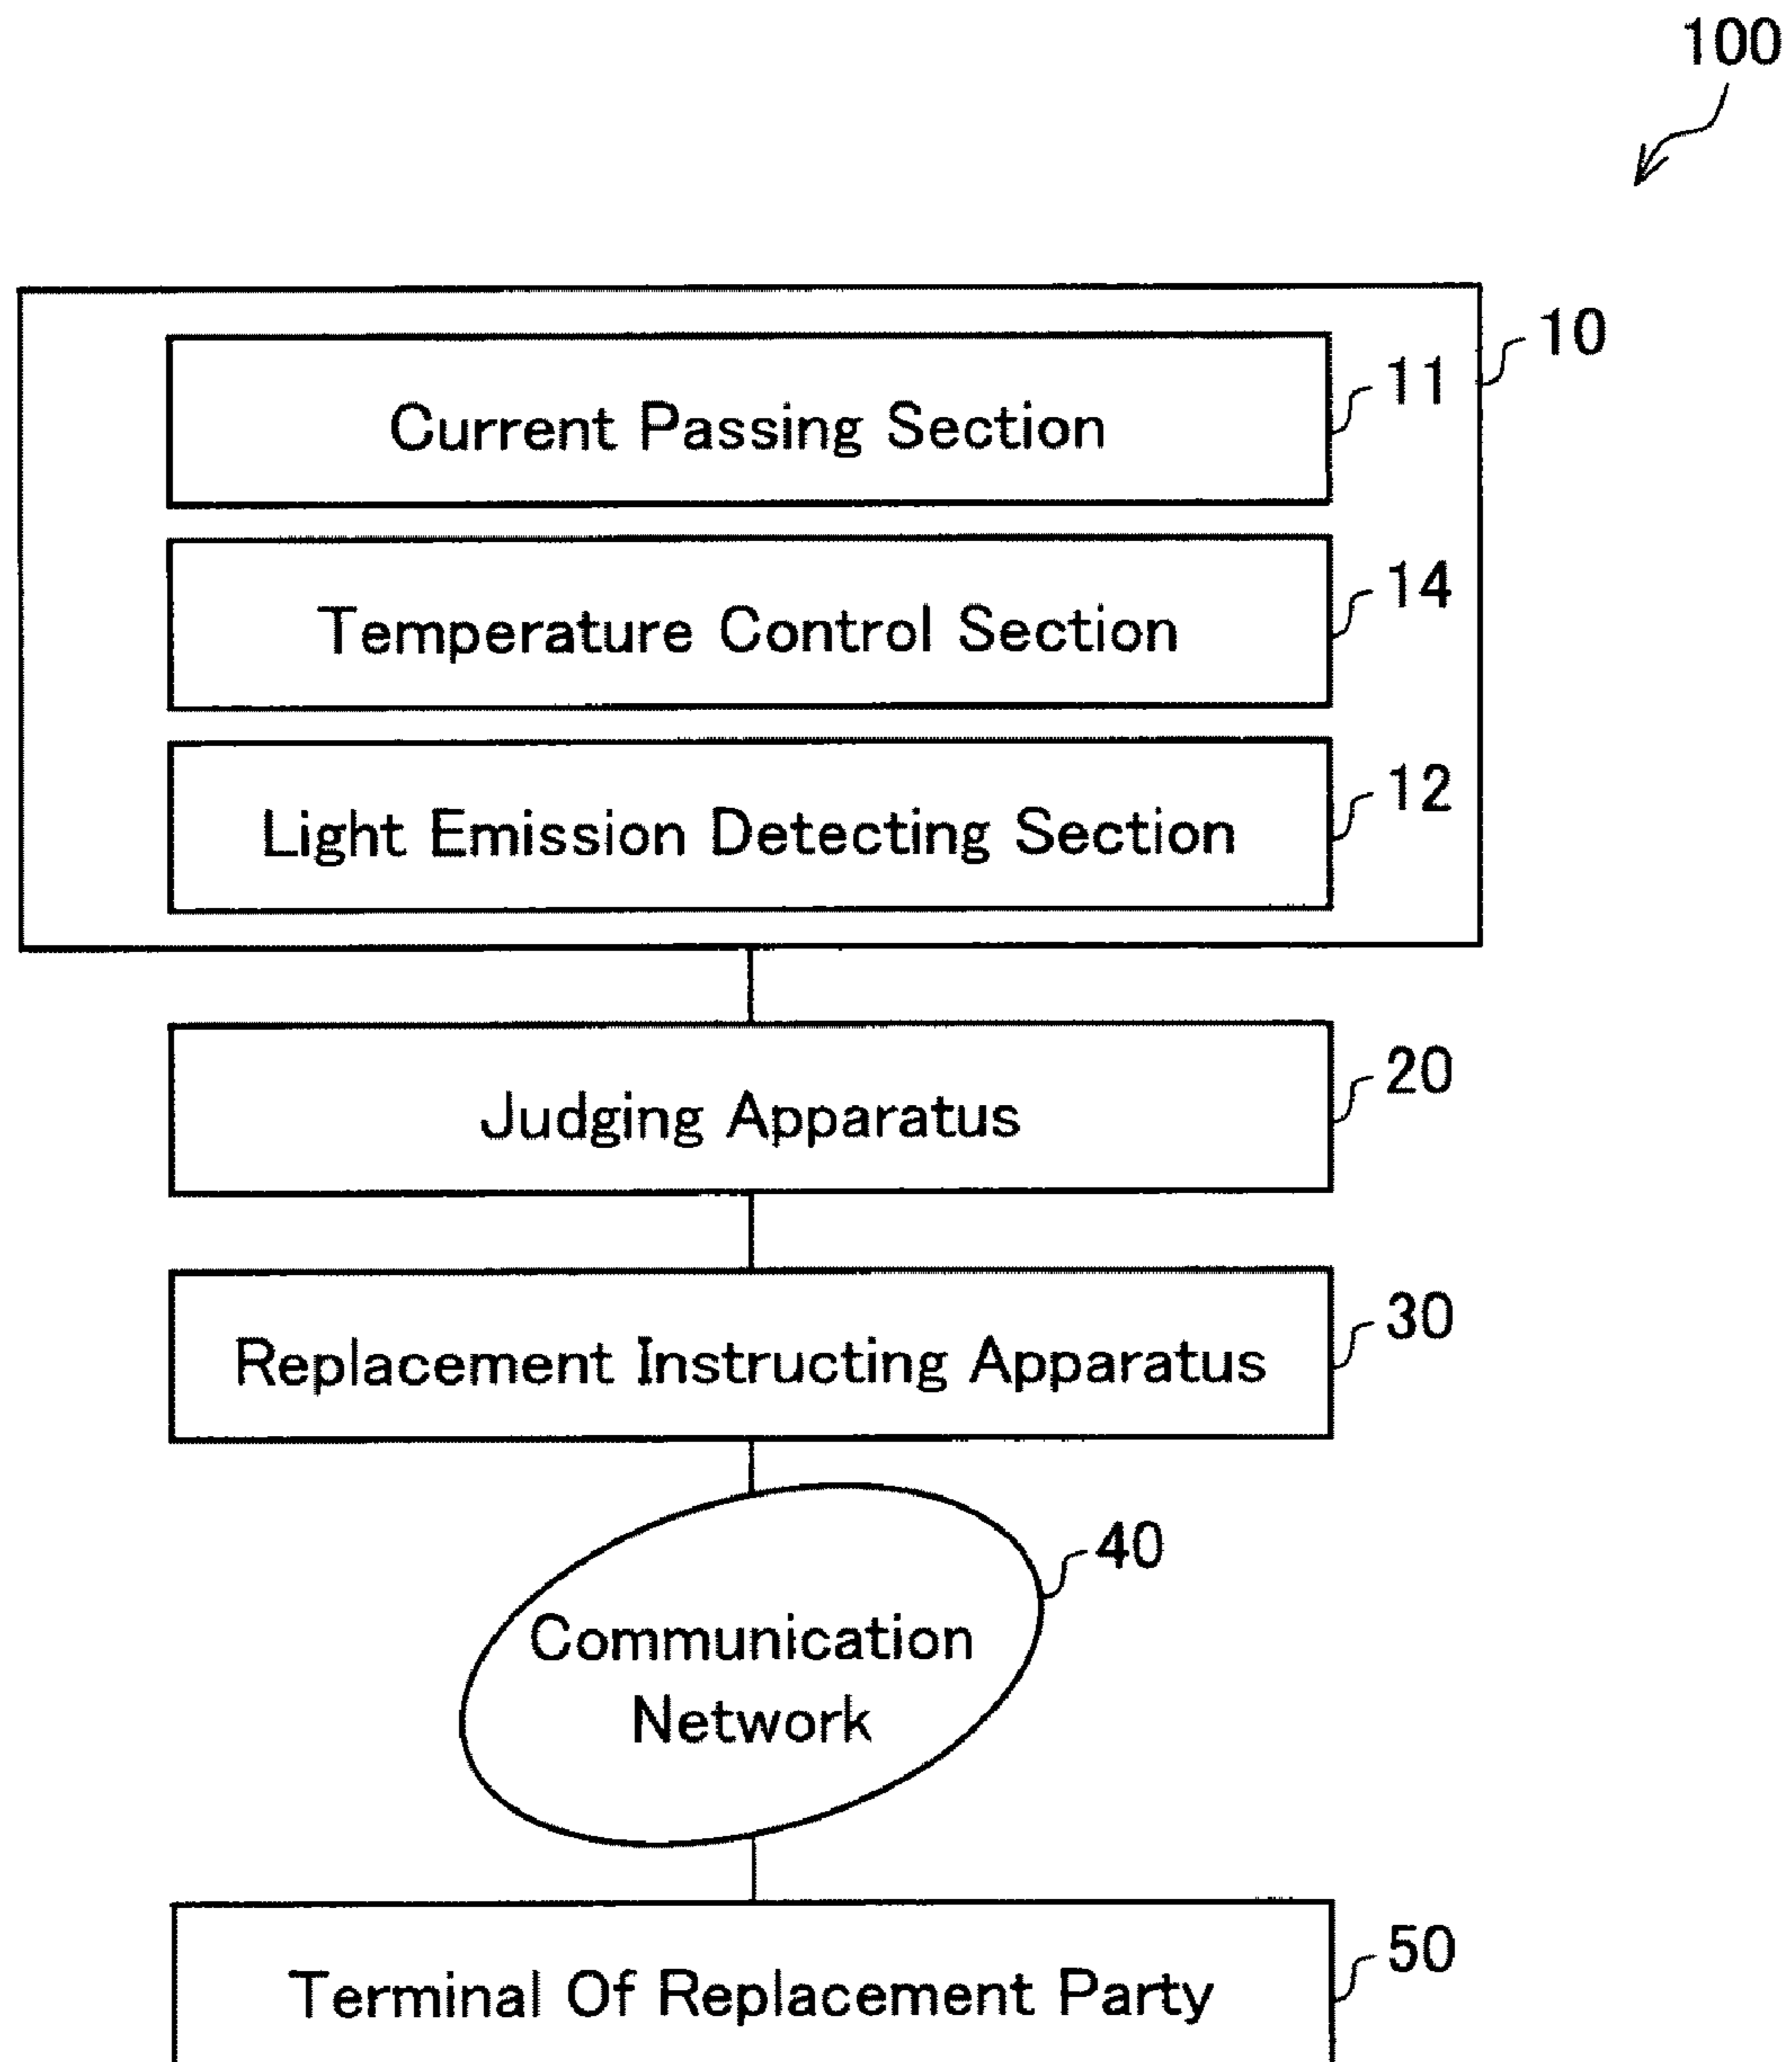 100
10
Current Passing Section
11
Temperature Control Section
14
Light Emission Detecting Section
12
Judging Apparatus
20
Replacement Instructing Apparatus
30
Communication
Network
40
Terminal Of Replacement Party
50